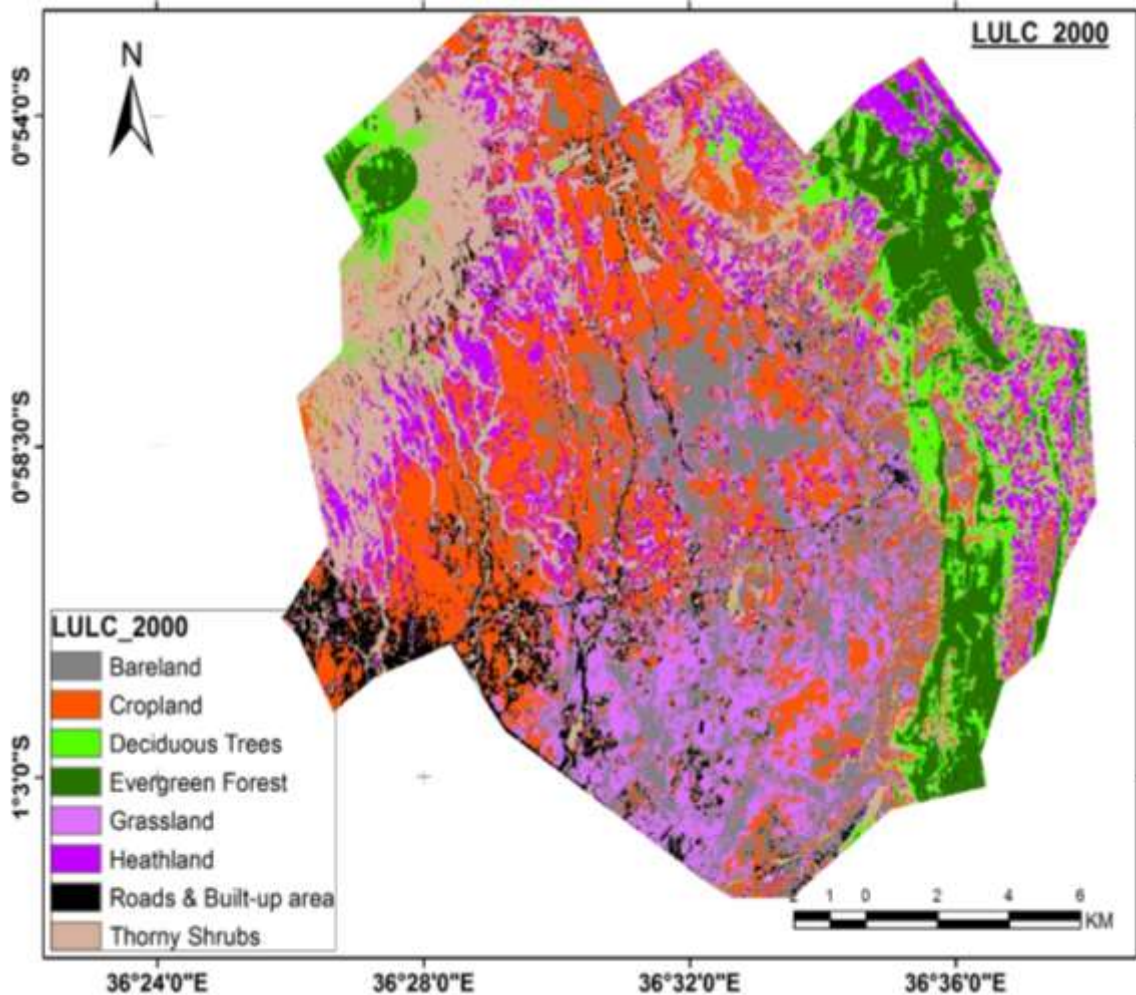 LULC_2000
N
0°54'0"S
0°58'30"S
1°3'0"S
LULC_2000
Bareland
Cropland
Deciduous Trees
Evergreen Forest
Grassland
Heathland
Roads & Built-up area
Thorny Shrubs
2 1 0 2 4 6
KM
36°24'0"E 36°28'0"E 36°32'0"E 36°36'0"E